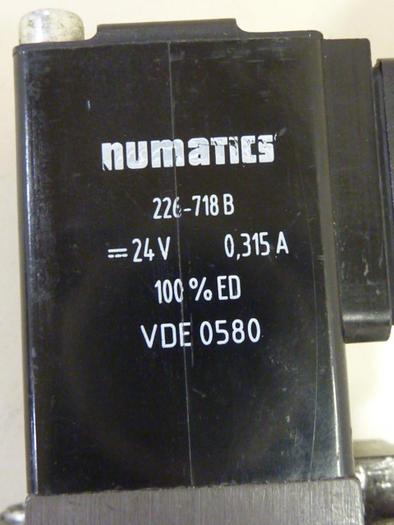 numatics
226-718 B
⎓ 24 V 0,315 A
100 % ED
VDE 0580